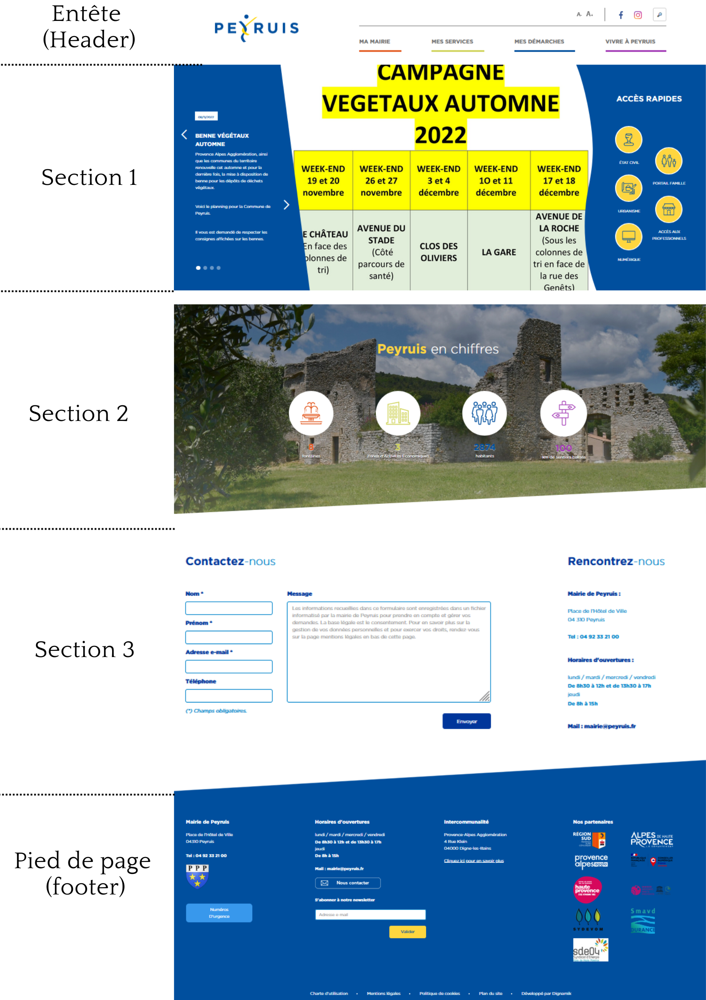 Entête
(Header)
PEYRUIS
A- A+
MA MAIRIE
MES SERVICES
MES DÉMARCHES
VIVRE À PEYRUIS
Section 1
08/11/2022
BENNE VÉGÉTAUX
AUTOMNE
Provence Alpes Agglomération, ainsi
que les communes du territoire
renouvelle cet automne et pour la
dernière fois, la mise à disposition de
benne pour les dépôts de déchets
végétaux.
Voici le planning pour la Commune de
Peyruis.
Il vous est demandé de respecter les
consignes affichées sur les bennes.
CAMPAGNE
VEGETAUX AUTOMNE
2022
WEEK-END
19 et 20
novembre
WEEK-END
26 et 27
novembre
WEEK-END
3 et 4
décembre
WEEK-END
1O et 11
décembre
WEEK-END
17 et 18
décembre
E CHÂTEAU
En face des
olonnes de
tri)
AVENUE DU
STADE
(Côté
parcours de
santé)
CLOS DES
OLIVIERS
LA GARE
AVENUE DE
LA ROCHE
(Sous les
colonnes de
tri en face de
la rue des
Genêts)
ACCÈS RAPIDES
ÉTAT CIVIL
PORTAIL FAMILLE
URBANISME
ACCÈS AUX
PROFESSIONNELS
NUMÉRIQUE
Section 2
Peyruis en chiffres
8
fontaines
3
Zones d'Activités Économiques
2874
habitants
100
km de sentiers balisés
Section 3
Contactez-nous
Nom *
Prénom *
Adresse e-mail *
Téléphone
(*) Champs obligatoires.
Message
Les informations recueillies dans ce formulaire sont enregistrées dans un fichier
informatisé par la mairie de Peyruis pour prendre en compte et gérer vos
demandes. La base légale est le consentement. Pour en savoir plus sur la
gestion de vos données personnelles et pour exercer vos droits, rendez-vous
sur la page mentions légales en bas de cette page.
Envoyer
Rencontrez-nous
Mairie de Peyruis :
Place de l'Hôtel de Ville
04 310 Peyruis
Tel : 04 92 33 21 00
Horaires d'ouvertures :
lundi / mardi / mercredi / vendredi
De 8h30 à 12h et de 13h30 à 17h
jeudi
De 8h à 15h
Mail : mairie@peyruis.fr
Pied de page
(footer)
Mairie de Peyruis
Place de l'Hôtel de Ville
04310 Peyruis
Tel : 04 92 33 21 00
P P P
Numéros
D'urgence
Horaires d'ouvertures
lundi / mardi / mercredi / vendredi
De 8h30 à 12h et de 13h30 à 17h
jeudi
De 8h à 15h
Mail : mairie@peyruis.fr
Nous contacter
S'abonner à notre newsletter
Adresse e-mail
Valider
Intercommunalité
Provence-Alpes Agglomération
4 Rue Klein
04000 Digne-les-Bains
Cliquez ici pour en savoir plus
Nos partenaires
RÉGION
SUD
ALPES DE HAUTE
PROVENCE
LE DÉPARTEMENT
provence
alpes agglo
RÉPUBLIQUE
FRANÇAISE
CONSEILLER
NUMÉRIQUE
haute
provence
SYDEVOM
Smavd
DURANCE
sde04
Syndicat d'Énergie
Charte d'utilisation • Mentions légales • Politique de cookies • Plan du site • Développé par Dignamik